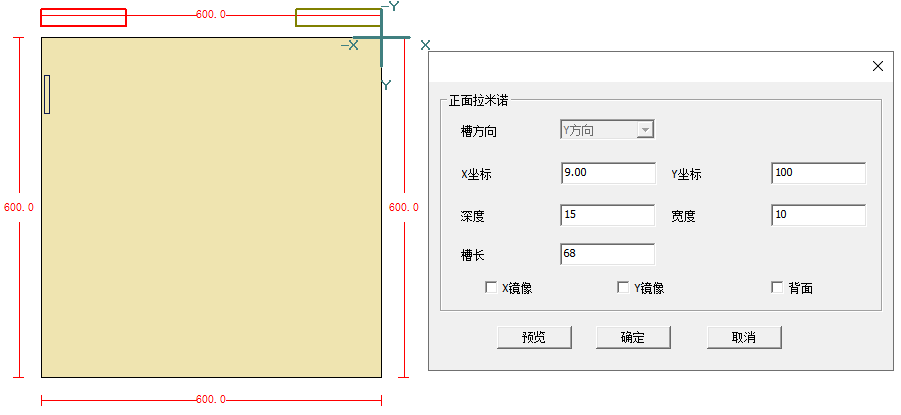 600.0
-Y
-X
X
Y
600.0
600.0
600.0
正面拉米诺
槽方向
Y方向
X坐标
9.00
Y坐标
100
深度
15
宽度
10
槽长
68
X镜像
Y镜像
背面
预览
确定
取消